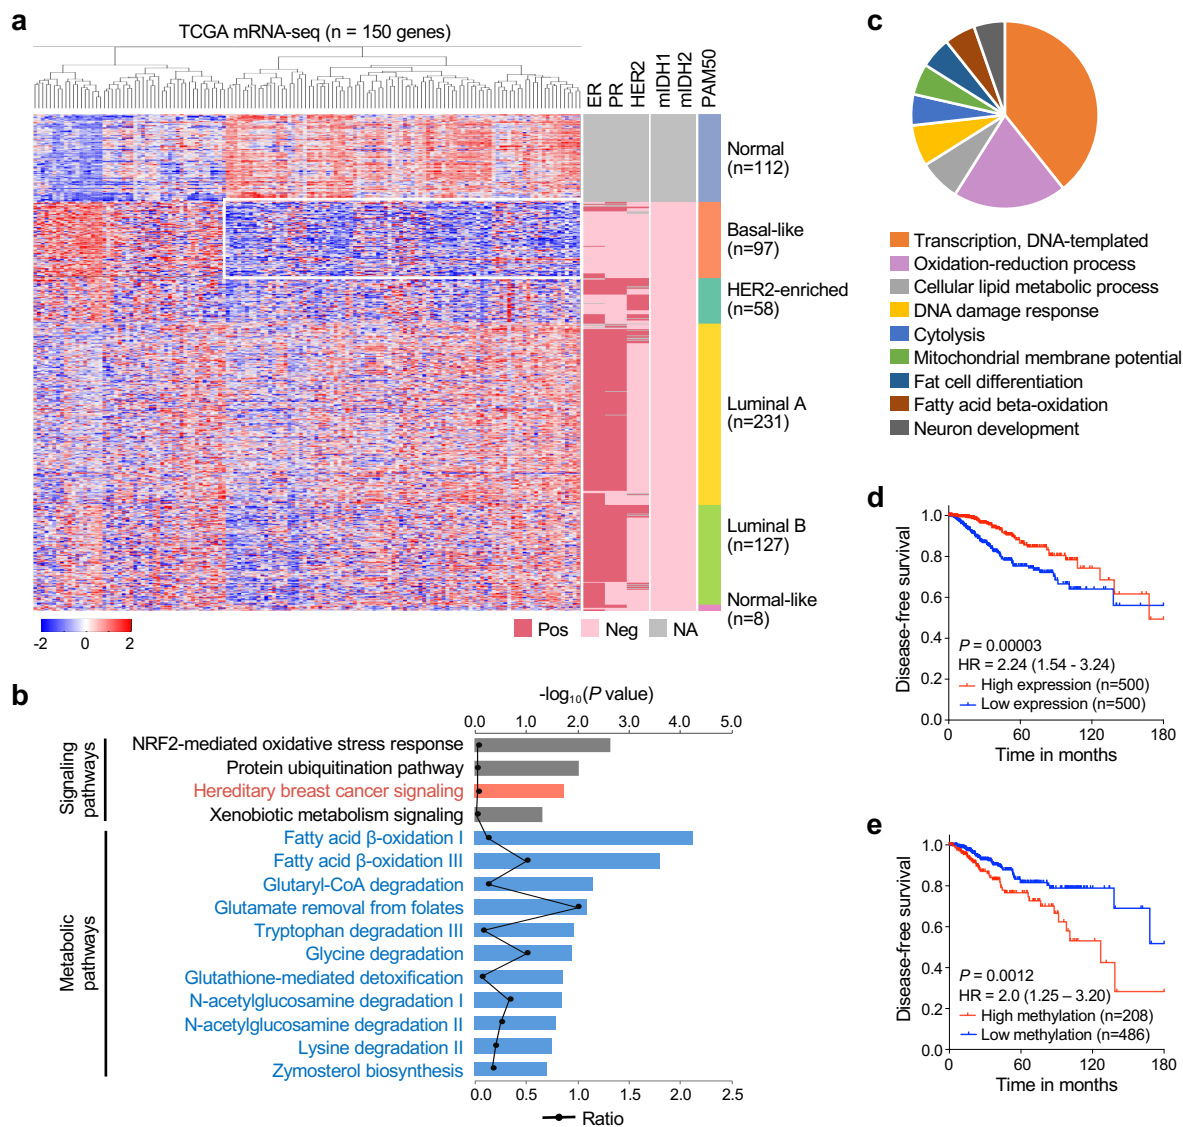 a
TCGA mRNA-seq (n = 150 genes)
ER
PR
HER2
mIDH1
mIDH2
PAM50
Normal
(n=112)
Basal-like
(n=97)
HER2-enriched
(n=58)
Luminal A
(n=231)
Luminal B
(n=127)
Normal-like
(n=8)
-2 0 2
Pos Neg NA
b
-log10(P value)
0.0 1.0 2.0 3.0 4.0 5.0
Signaling
pathways
NRF2-mediated oxidative stress response
Protein ubiquitination pathway
Hereditary breast cancer signaling
Xenobiotic metabolism signaling
Metabolic
pathways
Fatty acid β-oxidation I
Fatty acid β-oxidation III
Glutaryl-CoA degradation
Glutamate removal from folates
Tryptophan degradation III
Glycine degradation
Glutathione-mediated detoxification
N-acetylglucosamine degradation I
N-acetylglucosamine degradation II
Lysine degradation II
Zymosterol biosynthesis
0.0 0.5 1.0 1.5 2.0 2.5
Ratio
c
Transcription, DNA-templated
Oxidation-reduction process
Cellular lipid metabolic process
DNA damage response
Cytolysis
Mitochondrial membrane potential
Fat cell differentiation
Fatty acid beta-oxidation
Neuron development
d
Disease-free survival
1.0
0.8
0.6
0.4
0.2
0.0
P = 0.00003
HR = 2.24 (1.54 - 3.24)
High expression (n=500)
Low expression (n=500)
0 60 120 180
Time in months
e
Disease-free survival
1.0
0.8
0.6
0.4
0.2
0.0
P = 0.0012
HR = 2.0 (1.25 – 3.20)
High methylation (n=208)
Low methylation (n=486)
0 60 120 180
Time in months